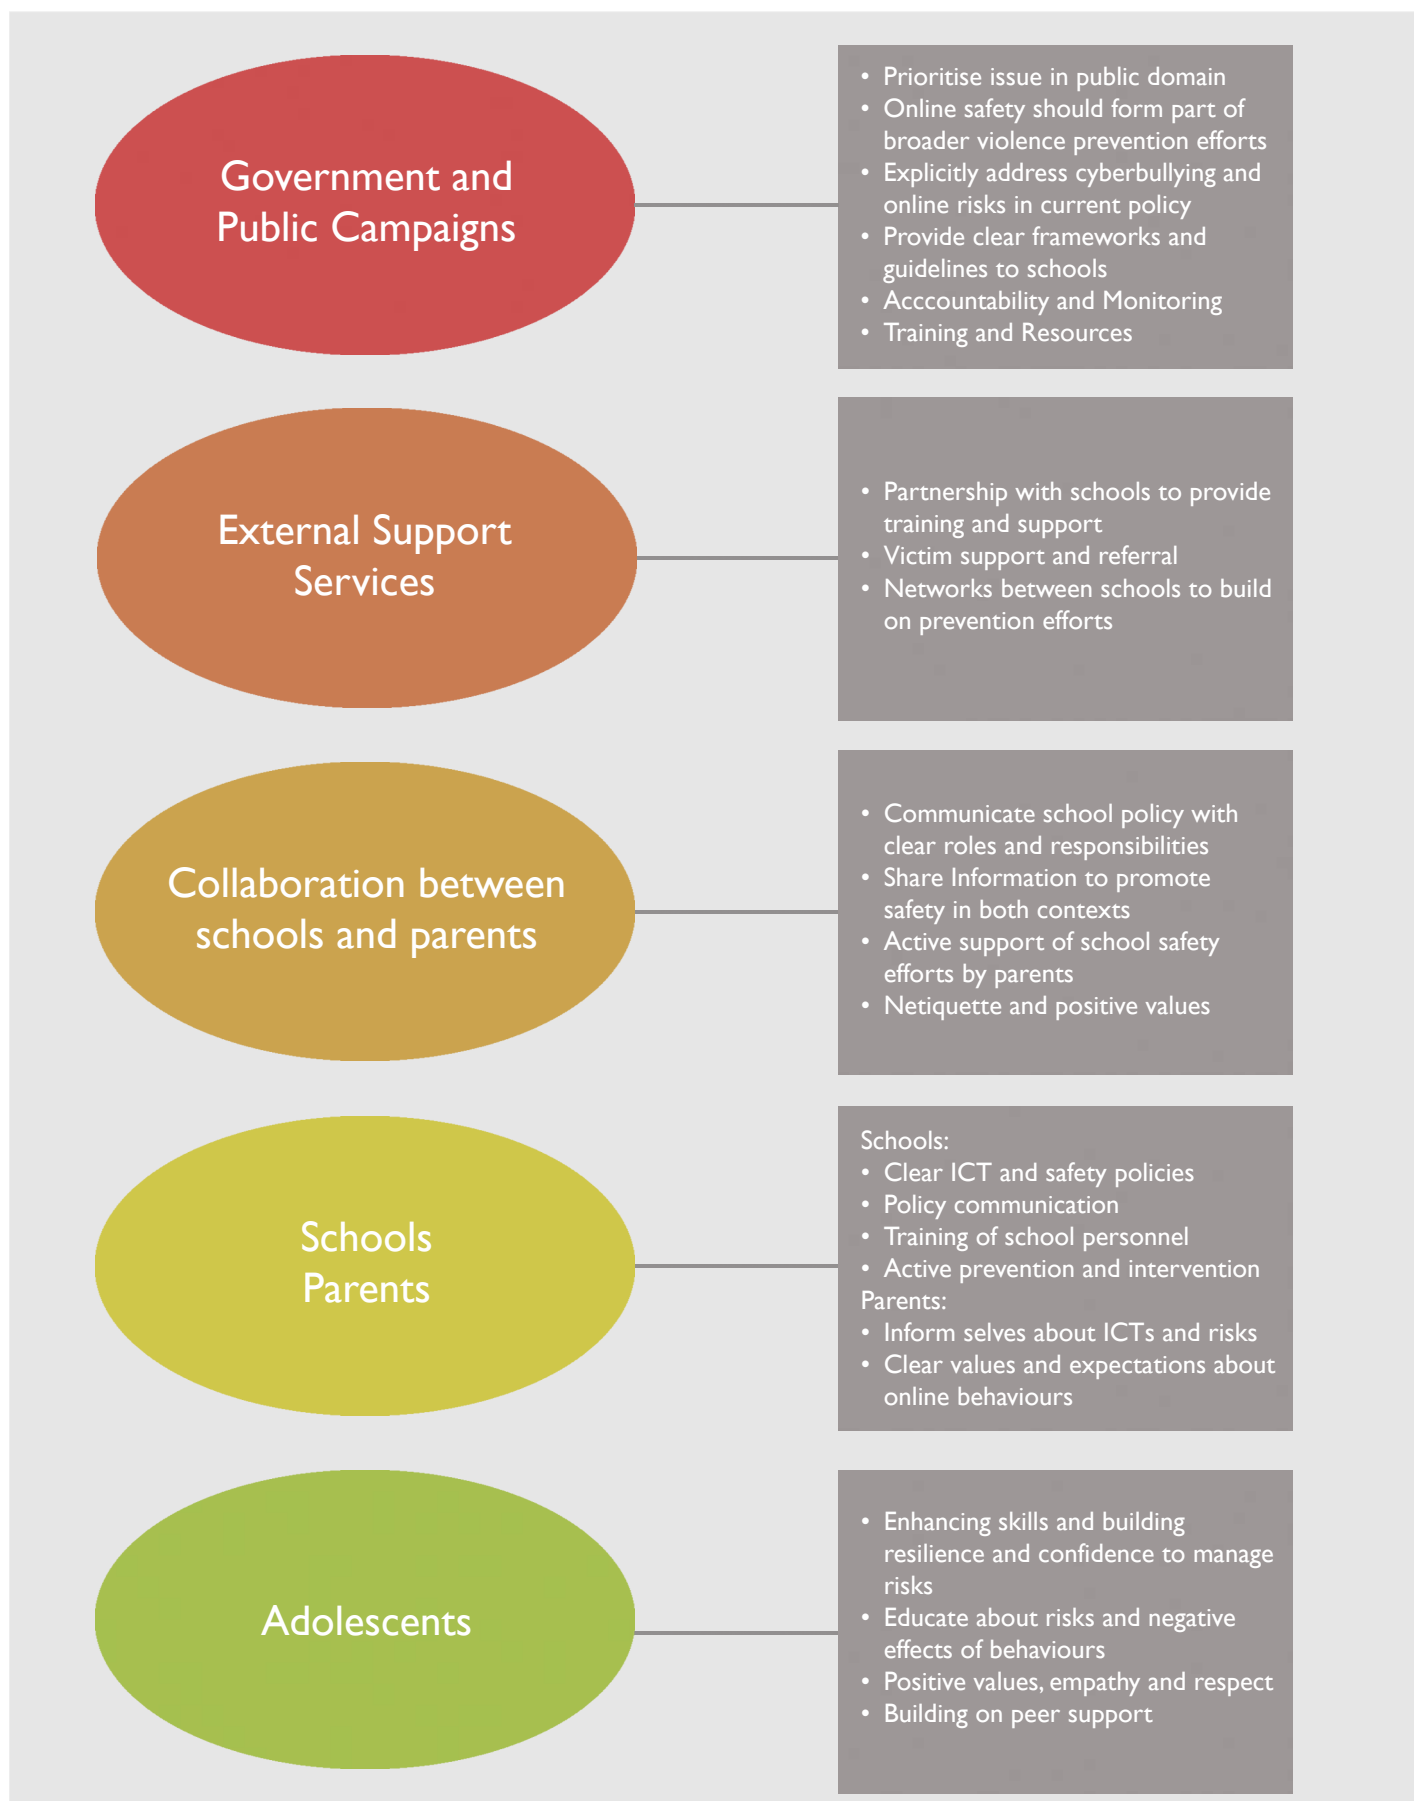 Government and
Public Campaigns
• Prioritise issue in public domain
• Online safety should form part of
broader violence prevention efforts
• Explicitly address cyberbullying and
online risks in current policy
• Provide clear frameworks and
guidelines to schools
• Acccountability and Monitoring
• Training and Resources
External Support
Services
• Partnership with schools to provide
training and support
• Victim support and referral
• Networks between schools to build
on prevention efforts
Collaboration between
schools and parents
• Communicate school policy with
clear roles and responsibilities
• Share Information to promote
safety in both contexts
• Active support of school safety
efforts by parents
• Netiquette and positive values
Schools
Parents
Schools:
• Clear ICT and safety policies
• Policy communication
• Training of school personnel
• Active prevention and intervention
Parents:
• Inform selves about ICTs and risks
• Clear values and expectations about
online behaviours
Adolescents
• Enhancing skills and building
resilience and confidence to manage
risks
• Educate about risks and negative
effects of behaviours
• Positive values, empathy and respect
• Building on peer support